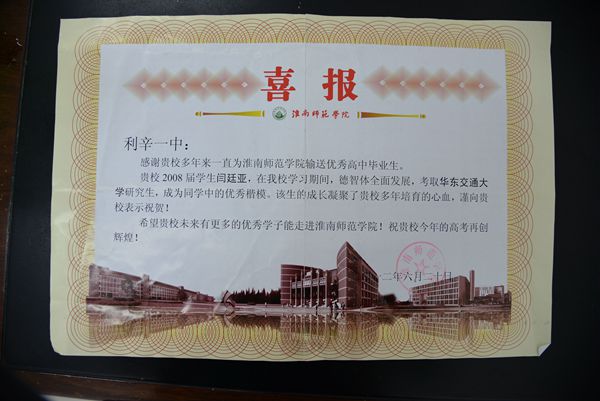 喜报
淮南师范学院
利辛一中：
感谢贵校多年来一直为淮南师范学院输送优秀高中毕业生。
贵校 2008 届学生闫廷亚，在我校学习期间，德智体全面发展，考取华东交通大
学研究生，成为同学中的优秀楷模。该生的成长凝聚了贵校多年培育的心血，谨向贵
校表示祝贺！
希望贵校未来有更多的优秀学子能走进淮南师范学院！祝贵校今年的高考再创
辉煌！
二年六月二十日